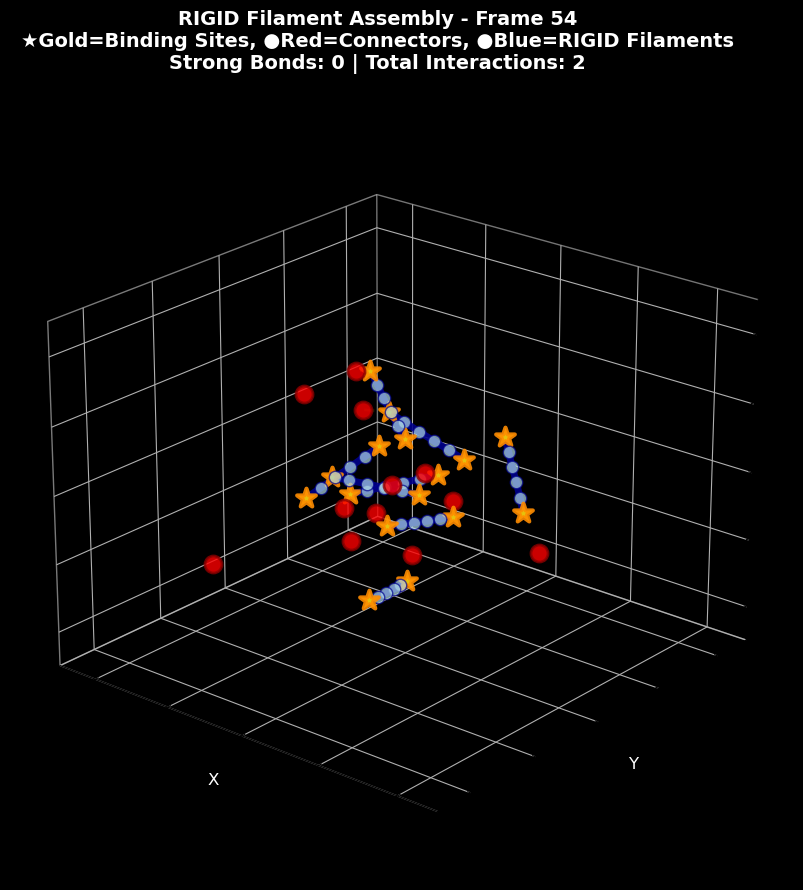 RIGID Filament Assembly - Frame 54
★Gold=Binding Sites, ●Red=Connectors, ●Blue=RIGID Filaments
Strong Bonds: 0 | Total Interactions: 2
X
Y